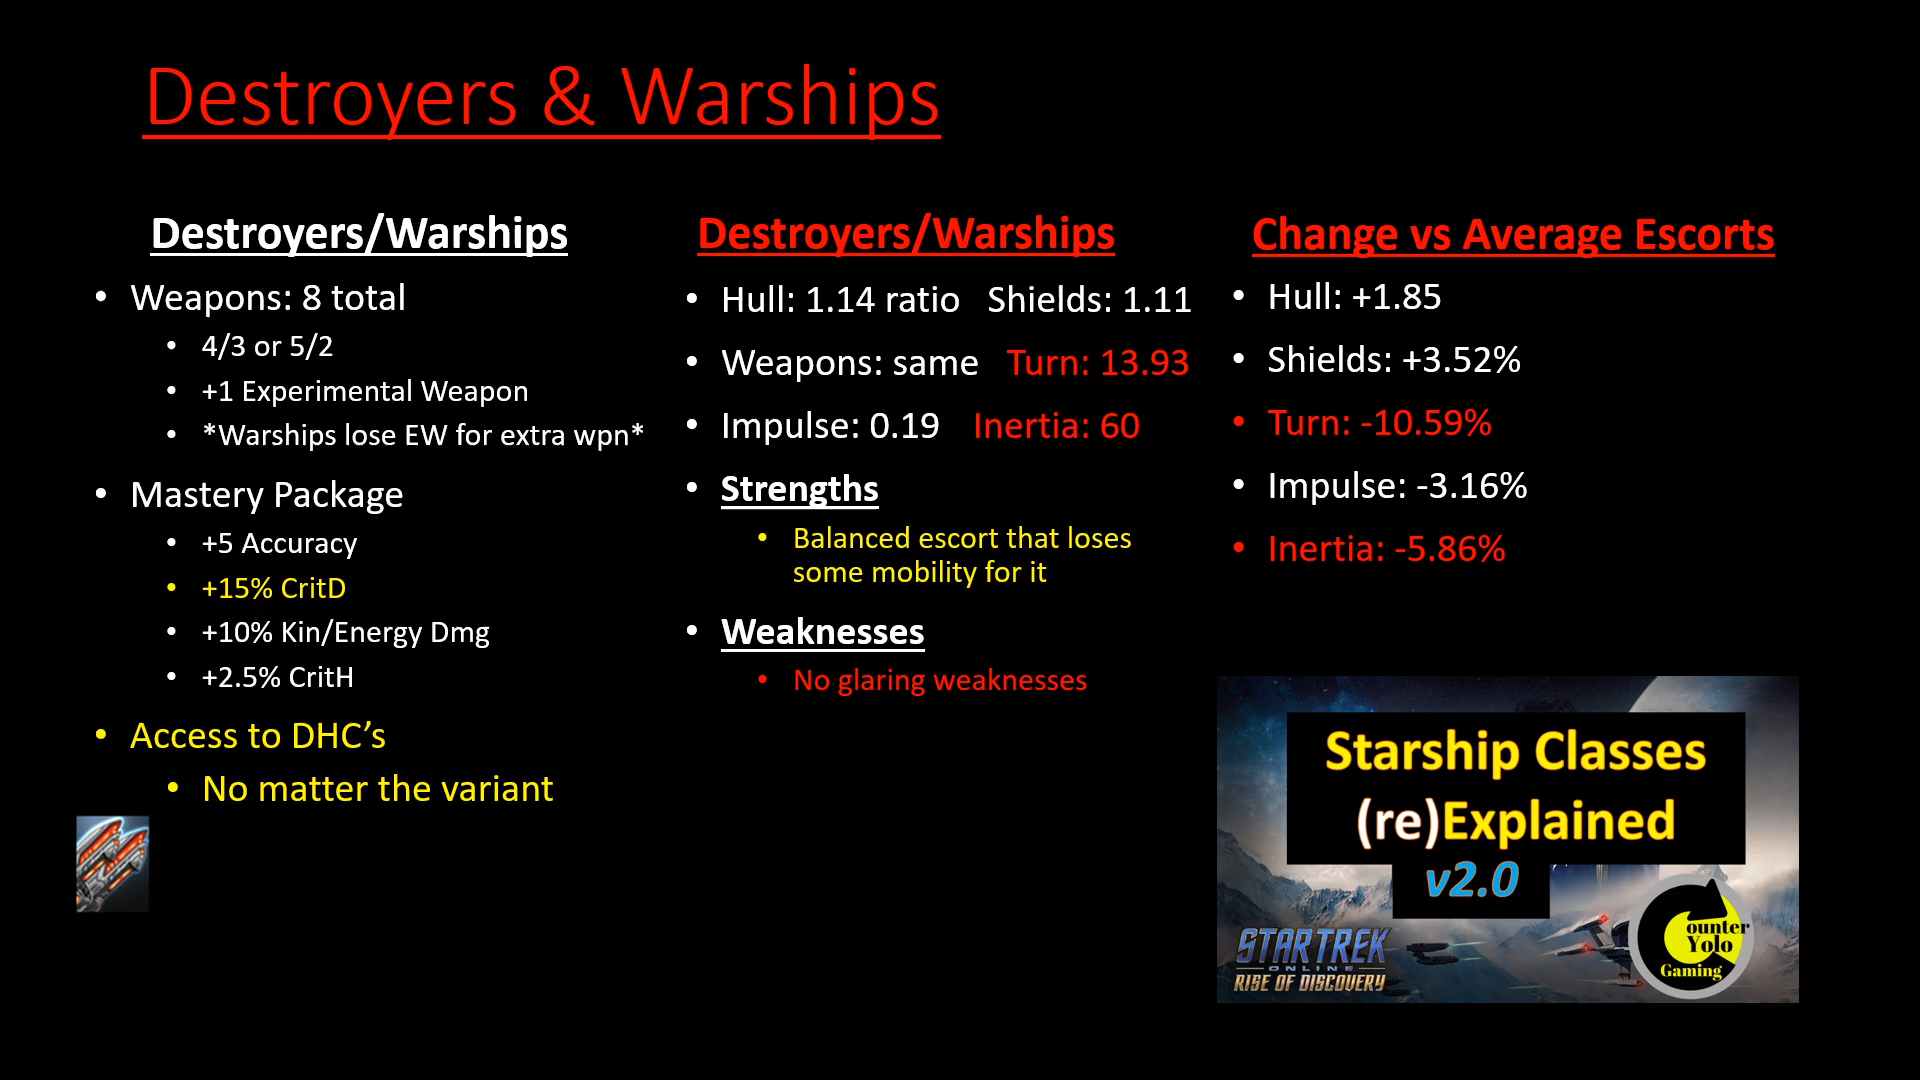 Destroyers & Warships
Destroyers/Warships
• Weapons: 8 total
• 4/3 or 5/2
• +1 Experimental Weapon
• *Warships lose EW for extra wpn*
• Mastery Package
• +5 Accuracy
• +15% CritD
• +10% Kin/Energy Dmg
• +2.5% CritH
• Access to DHC’s
• No matter the variant
Destroyers/Warships
• Hull: 1.14 ratio Shields: 1.11
• Weapons: same Turn: 13.93
• Impulse: 0.19 Inertia: 60
• Strengths
• Balanced escort that loses
some mobility for it
• Weaknesses
• No glaring weaknesses
Change vs Average Escorts
• Hull: +1.85
• Shields: +3.52%
• Turn: -10.59%
• Impulse: -3.16%
• Inertia: -5.86%
Starship Classes
(re)Explained
v2.0
STAR TREK
ONLINE
RISE OF DISCOVERY
Counter
Yolo
Gaming